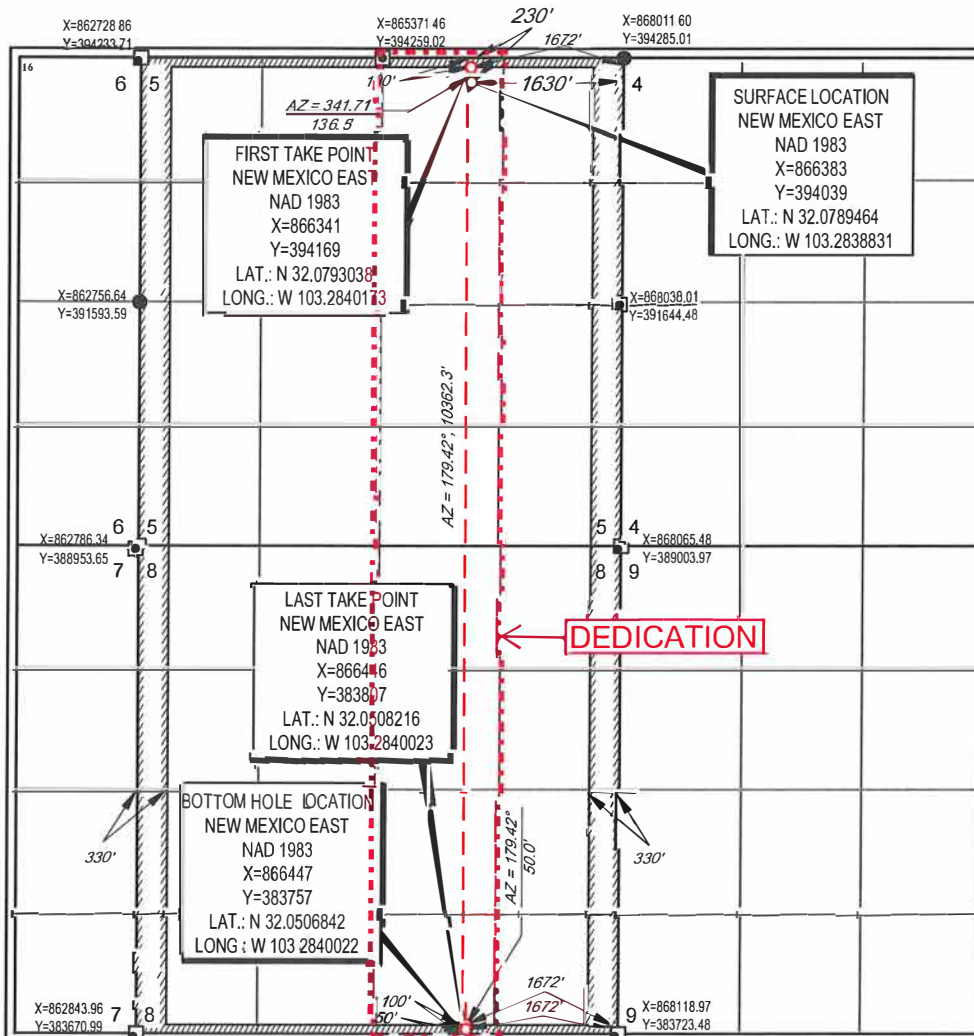 X=862728 86
Y=394233.71
X=865371.46
Y=394259.02
230'
X=868011 60
Y=394285.01
1672'
16
6 5
4
1630'
AZ = 341.71
136.5
SURFACE LOCATION
NEW MEXICO EAST
NAD 1983
X=866383
Y=394039
LAT.: N 32.0789464
LONG.: W 103.2838831
FIRST TAKE POINT
NEW MEXICO EAST
NAD 1983
X=866341
Y=394169
LAT.: N 32.0793038
LONG.: W 103.2840173
X=862756.64
Y=391593.59
X=868038.01
Y=391644.48
AZ = 179.42°, 10362.3'
6 5
7 8
X=862786.34
Y=388953.65
5 4
8 9
X=868065.48
Y=389003.97
LAST TAKE POINT
NEW MEXICO EAST
NAD 1983
X=866446
Y=383807
LAT.: N 32.0508216
LONG.: W 103.2840023
DEDICATION
BOTTOM HOLE LOCATION
NEW MEXICO EAST
NAD 1983
X=866447
Y=383757
LAT.: N 32.0506842
LONG.: W 103.2840022
330'
330'
AZ = 179.42°
50.0'
X=862843.96
Y=383670.99
7 8
100'
50'
1672'
1672'
9
X=868118.97
Y=383723.48